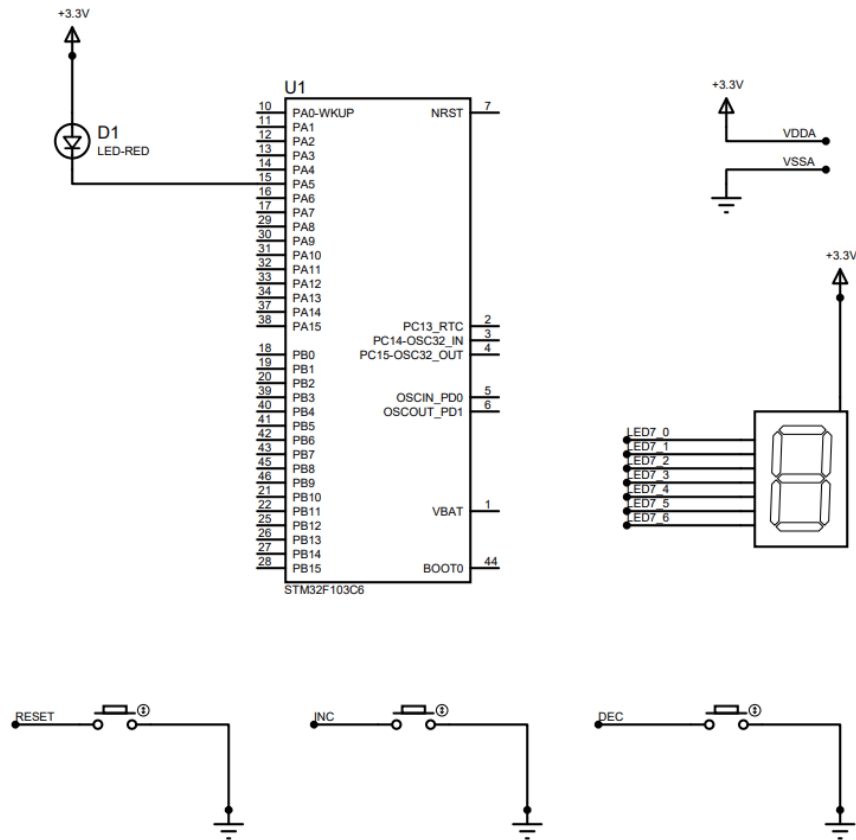 +3.3V
D1
LED-RED
U1
10 PA0-WKUP
11 PA1
12 PA2
13 PA3
14 PA4
15 PA5
16 PA6
17 PA7
29 PA8
30 PA9
31 PA10
32 PA11
33 PA12
34 PA13
37 PA14
38 PA15
18 PB0
19 PB1
20 PB2
39 PB3
40 PB4
41 PB5
42 PB6
43 PB7
45 PB8
46 PB9
21 PB10
22 PB11
25 PB12
26 PB13
27 PB14
28 PB15
NRST 7
PC13_RTC 2
PC14-OSC32_IN 3
PC15-OSC32_OUT 4
OSCIN_PD0 5
OSCOUT_PD1 6
VBAT 1
BOOT0 44
STM32F103C6
+3.3V
VDDA
VSSA
+3.3V
LED7_0
LED7_1
LED7_2
LED7_3
LED7_4
LED7_5
LED7_6
RESET
INC
DEC